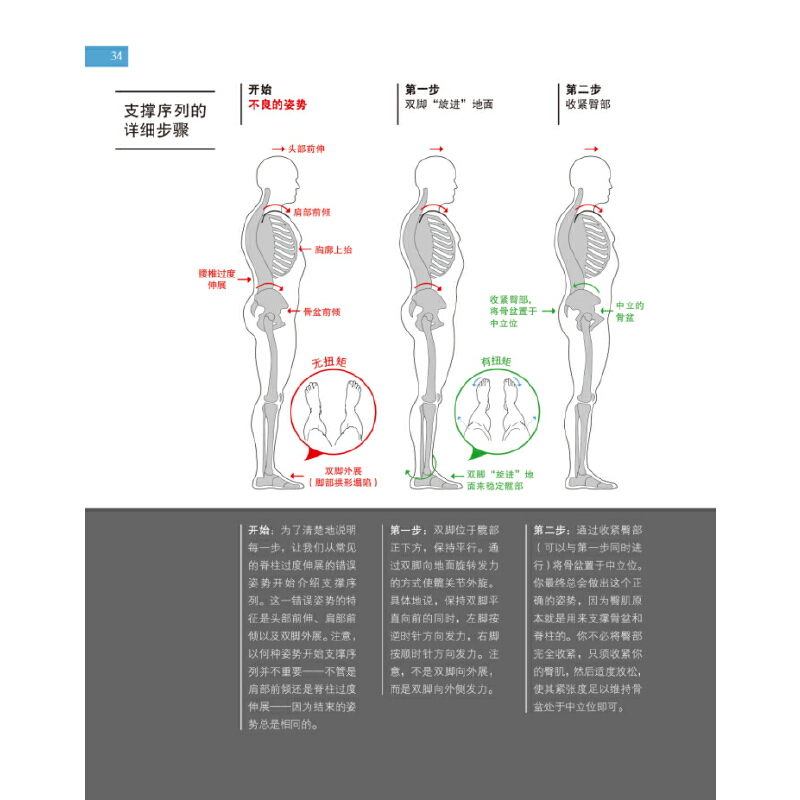 34
支撑序列的
详细步骤
开始
不良的姿势
第一步
双脚“旋进”地面
第二步
收紧臀部
头部前伸
肩部前倾
胸廓上抬
腰椎过度
伸展
骨盆前倾
无扭矩
双脚外展
（脚部拱形塌陷）
有扭矩
双脚“旋进”地
面来稳定髋部
收紧臀部，
将骨盆置于
中立位
中立的
骨盆
开始：为了清楚地说明
每一步，让我们从常见
的脊柱过度伸展的错误
姿势开始介绍支撑序
列。这一错误姿势的特
征是头部前伸、肩部前
倾以及双脚外展。注意，
以何种姿势开始支撑序
列并不重要——不管是
肩部前倾还是脊柱过度
伸展——因为结束的姿
势总是相同的。
第一步：双脚位于髋部
正下方，保持平行。通
过双脚向地面旋转发力
的方式使髋关节外旋。
具体地说，保持双脚平
直向前的同时，左脚按
逆时针方向发力，右脚
按顺时针方向发力。注
意，不是双脚向外展，
而是双脚向外侧发力。
第二步：通过收紧臀部
（可以与第一步同时进
行）将骨盆置于中立位。
你最终总会做出这个正
确的姿势，因为臀肌原
本就是用来支撑骨盆和
脊柱的。你不必将臀部
完全收紧，只须收紧你
的臀肌，然后适度放松，
使其紧张度足以维持骨
盆处于中立位即可。